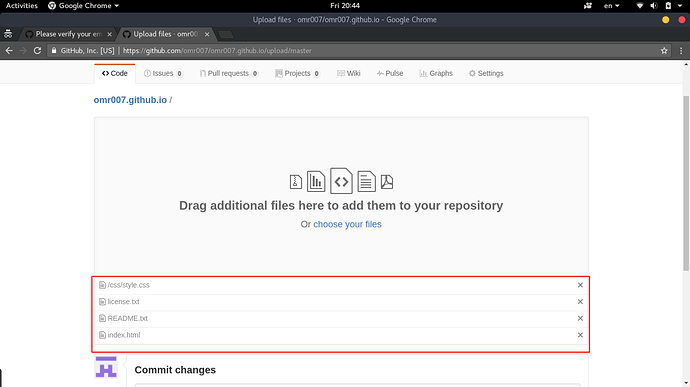 Activities Google Chrome Fri 20:44 en
Upload files · omr007/omr007.github.io - Google Chrome
Please verify your em Upload files · omr007
GitHub, Inc. [US] https://github.com/omr007/omr007.github.io/upload/master
Code Issues 0 Pull requests 0 Projects 0 Wiki Pulse Graphs Settings
omr007.github.io /
Drag additional files here to add them to your repository
Or choose your files
/css/style.css
license.txt
README.txt
index.html
Commit changes